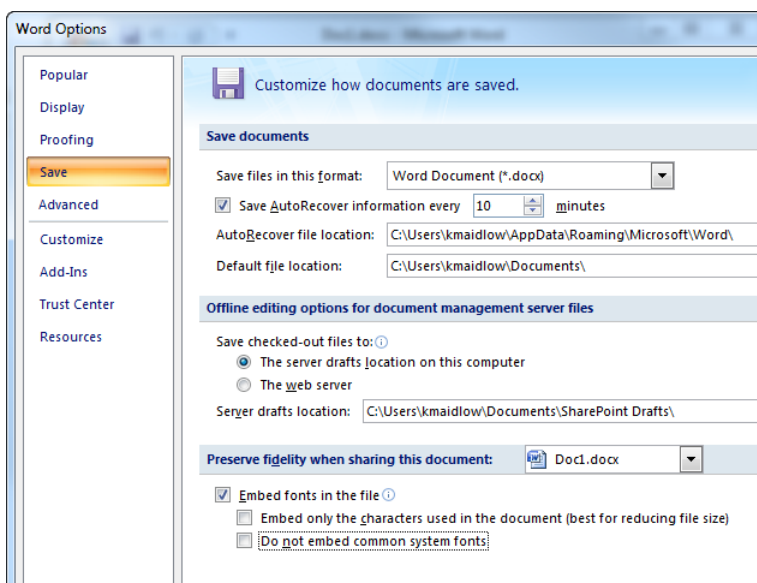 Word Options
Doc1.docx - Microsoft Word
Popular
Display
Proofing
Save
Advanced
Customize
Add-Ins
Trust Center
Resources
Customize how documents are saved.
Save documents
Save files in this format: Word Document (*.docx)
Save AutoRecover information every 10 minutes
AutoRecover file location: C:\Users\kmaidlow\AppData\Roaming\Microsoft\Word\
Default file location: C:\Users\kmaidlow\Documents\
Offline editing options for document management server files
Save checked-out files to:
The server drafts location on this computer
The web server
Server drafts location: C:\Users\kmaidlow\Documents\SharePoint Drafts\
Preserve fidelity when sharing this document: Doc1.docx
Embed fonts in the file
Embed only the characters used in the document (best for reducing file size)
Do not embed common system fonts